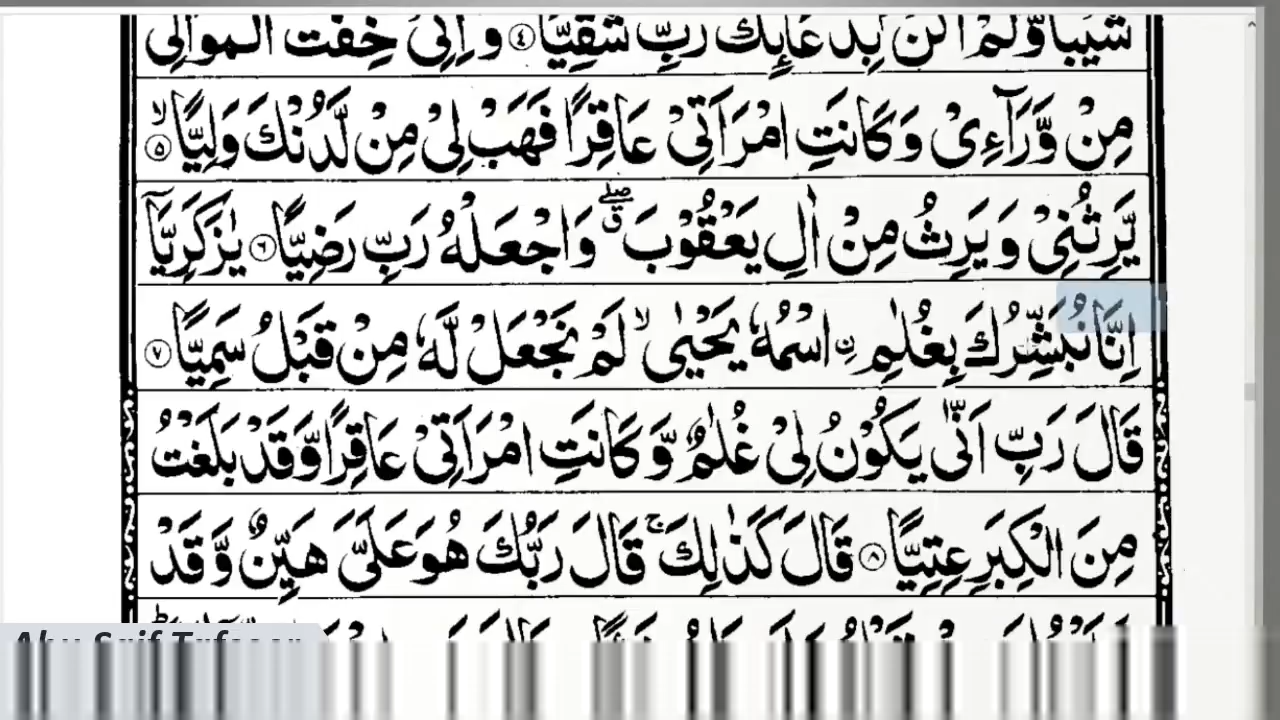 شَيْبًا وَّلَمْ اَكُنْۢ بِدُعَآىِٕكَ رَبِّ شَقِيًّا ۝٤ وَاِنِّىْ خِفْتُ الْمَوَالِىَ
مِنْ وَّرَآءِىْ وَكَانَتِ امْرَاَتِىْ عَاقِرًا فَهَبْ لِىْ مِنْ لَّدُنْكَ وَلِيًّا ۙ۝٥
يَّرِثُنِىْ وَيَرِثُ مِنْ اٰلِ يَعْقُوْبَ ۖق وَاجْعَلْهُ رَبِّ رَضِيًّا ۝٦ يٰزَكَرِيَّآ
اِنَّا نُبَشِّرُكَ بِغُلٰمِ ِ۟اسْمُهٗ يَحْيٰى ۙ لَمْ نَجْعَلْ لَّهٗ مِنْ قَبْلُ سَمِيًّا ۝٧
قَالَ رَبِّ اَنّٰى يَكُوْنُ لِىْ غُلٰمٌ وَّكَانَتِ امْرَاَتِىْ عَاقِرًا وَّقَدْ بَلَغْتُ
مِنَ الْكِبَرِ عِتِيًّا ۝٨ قَالَ كَذٰلِكَ ۚ قَالَ رَبُّكَ هُوَ عَلَىَّ هَيِّنٌ وَّقَدْ